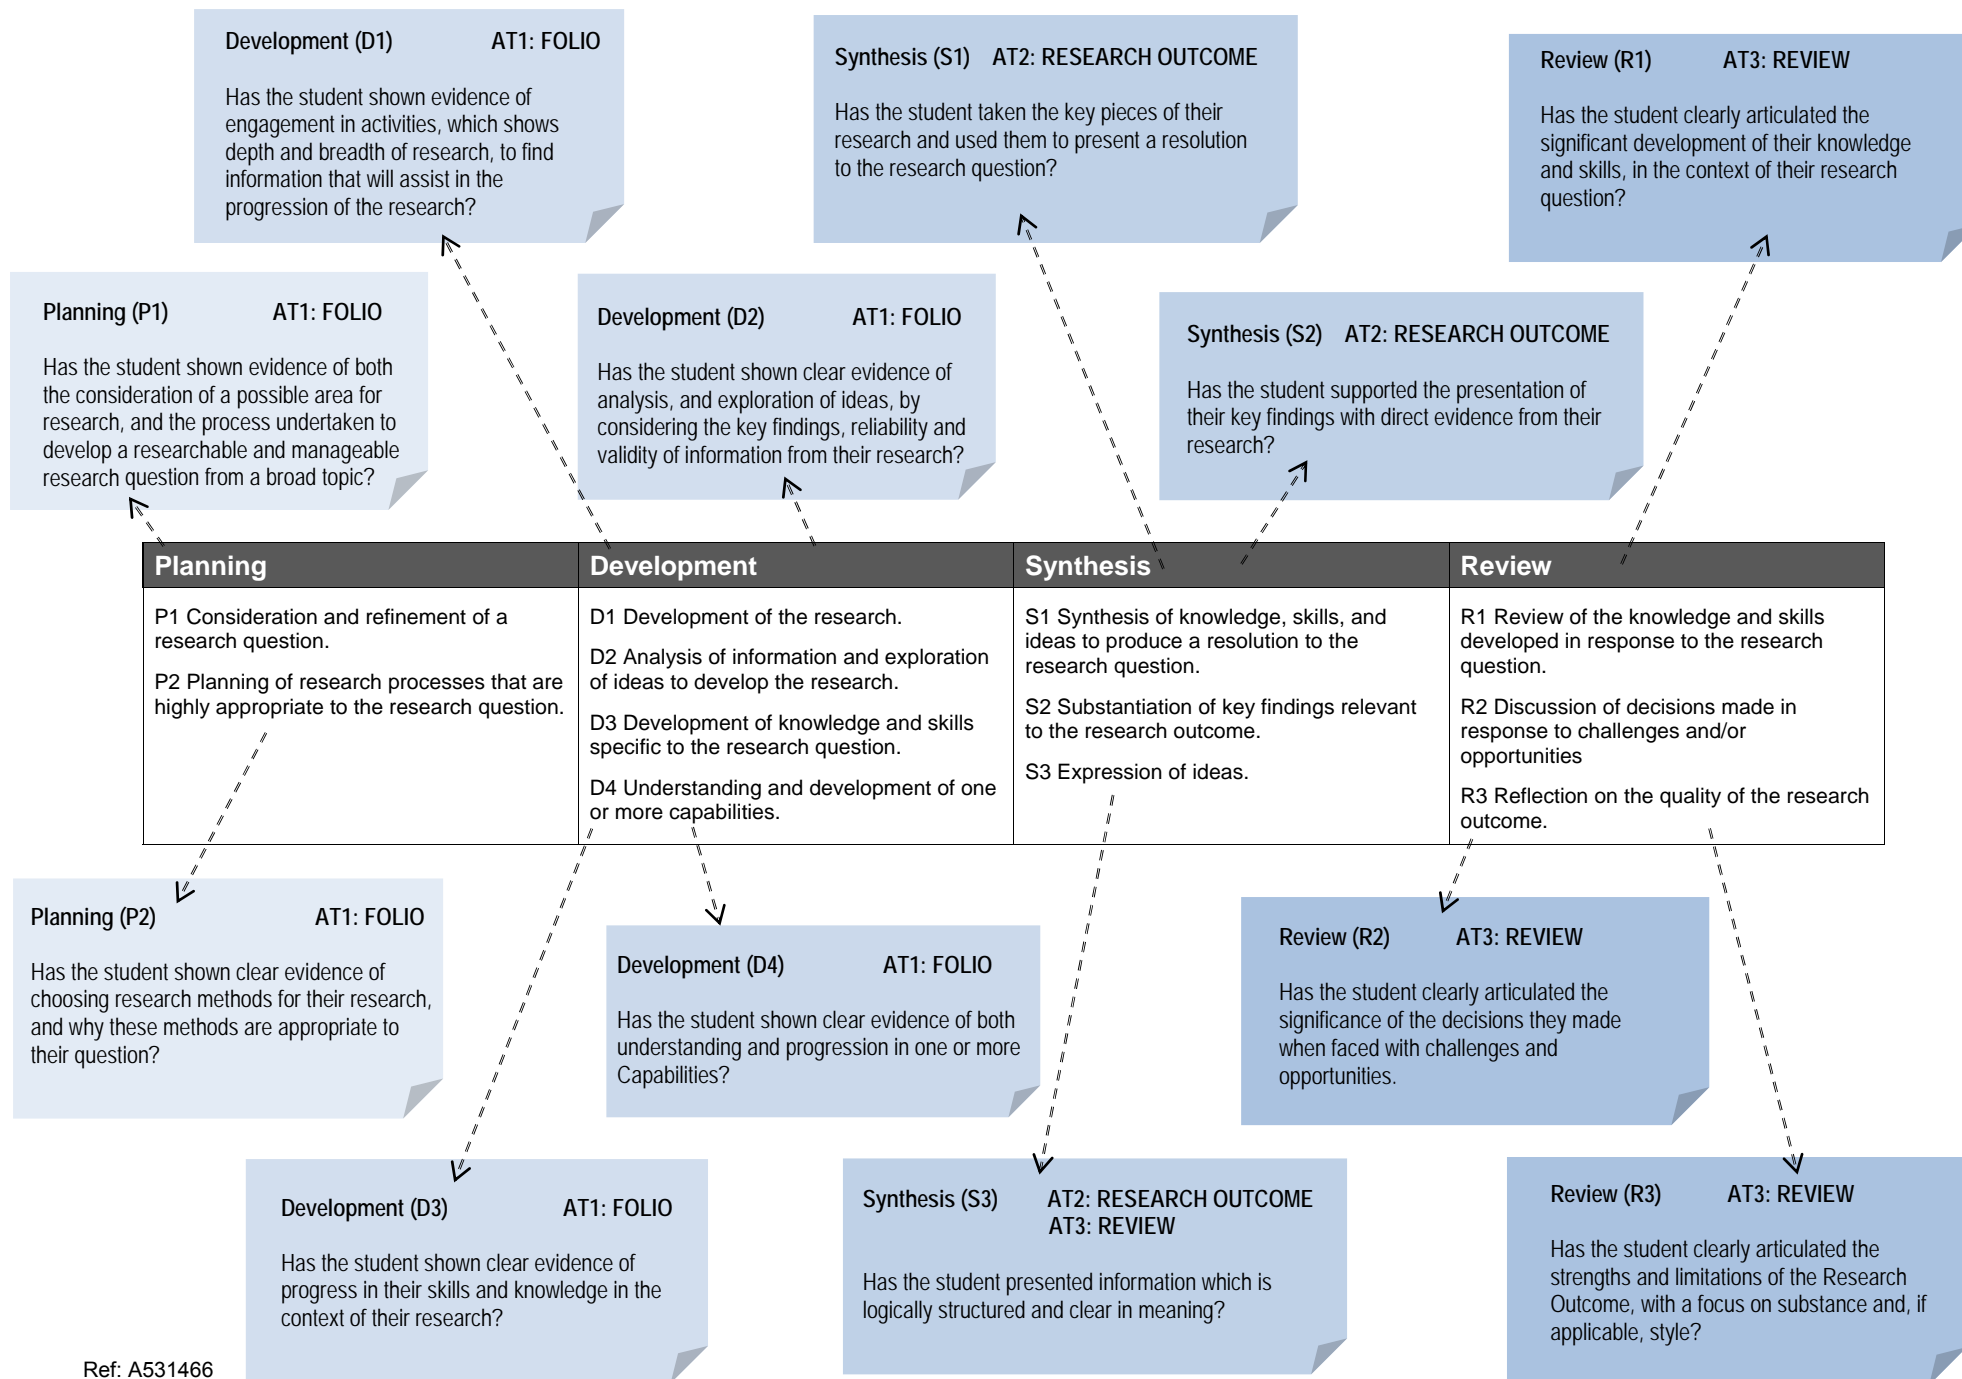 Development (D1) AT1: FOLIO
Has the student shown evidence of
engagement in activities, which shows
depth and breadth of research, to find
information that will assist in the
progression of the research?
Synthesis (S1) AT2: RESEARCH OUTCOME
Has the student taken the key pieces of their
research and used them to present a resolution
to the research question?
Review (R1) AT3: REVIEW
Has the student clearly articulated the
significant development of their knowledge
and skills, in the context of their research
question?
Planning (P1) AT1: FOLIO
Has the student shown evidence of both
the consideration of a possible area for
research, and the process undertaken to
develop a researchable and manageable
research question from a broad topic?
Development (D2) AT1: FOLIO
Has the student shown clear evidence of
analysis, and exploration of ideas, by
considering the key findings, reliability and
validity of information from their research?
Synthesis (S2) AT2: RESEARCH OUTCOME
Has the student supported the presentation of
their key findings with direct evidence from their
research?
Planning
P1 Consideration and refinement of a
research question.
P2 Planning of research processes that are
highly appropriate to the research question.
Development
D1 Development of the research.
D2 Analysis of information and exploration
of ideas to develop the research.
D3 Development of knowledge and skills
specific to the research question.
D4 Understanding and development of one
or more capabilities.
Synthesis
S1 Synthesis of knowledge, skills, and
ideas to produce a resolution to the
research question.
S2 Substantiation of key findings relevant
to the research outcome.
S3 Expression of ideas.
Review
R1 Review of the knowledge and skills
developed in response to the research
question.
R2 Discussion of decisions made in
response to challenges and/or
opportunities
R3 Reflection on the quality of the research
outcome.
Planning (P2) AT1: FOLIO
Has the student shown clear evidence of
choosing research methods for their research,
and why these methods are appropriate to
their question?
Development (D4) AT1: FOLIO
Has the student shown clear evidence of both
understanding and progression in one or more
Capabilities?
Review (R2) AT3: REVIEW
Has the student clearly articulated the
significance of the decisions they made
when faced with challenges and
opportunities.
Development (D3) AT1: FOLIO
Has the student shown clear evidence of
progress in their skills and knowledge in the
context of their research?
Synthesis (S3) AT2: RESEARCH OUTCOME
AT3: REVIEW
Has the student presented information which is
logically structured and clear in meaning?
Review (R3) AT3: REVIEW
Has the student clearly articulated the
strengths and limitations of the Research
Outcome, with a focus on substance and, if
applicable, style?
Ref: A531466